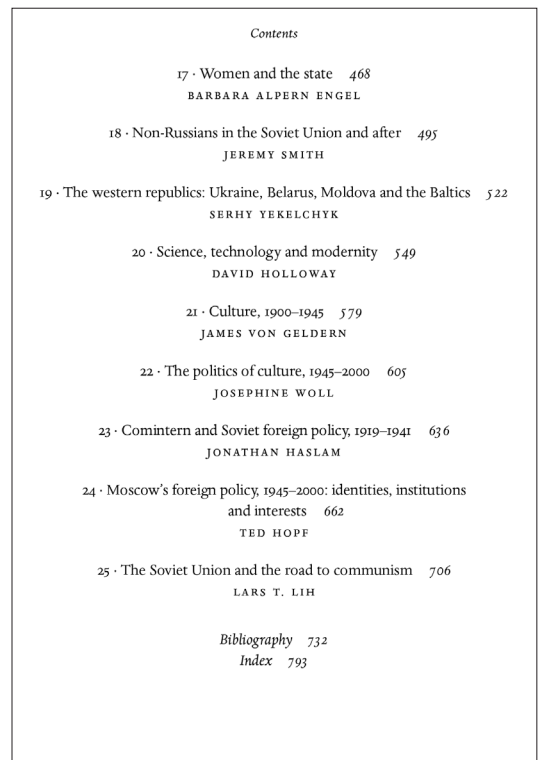 Contents
17 · Women and the state 468
BARBARA ALPERN ENGEL
18 · Non-Russians in the Soviet Union and after 495
JEREMY SMITH
19 · The western republics: Ukraine, Belarus, Moldova and the Baltics 522
SERHY YEKELCHYK
20 · Science, technology and modernity 549
DAVID HOLLOWAY
21 · Culture, 1900–1945 579
JAMES VON GELDERN
22 · The politics of culture, 1945–2000 605
JOSEPHINE WOLL
23 · Comintern and Soviet foreign policy, 1919–1941 636
JONATHAN HASLAM
24 · Moscow's foreign policy, 1945–2000: identities, institutions
and interests 662
TED HOPF
25 · The Soviet Union and the road to communism 706
LARS T. LIH
Bibliography 732
Index 793